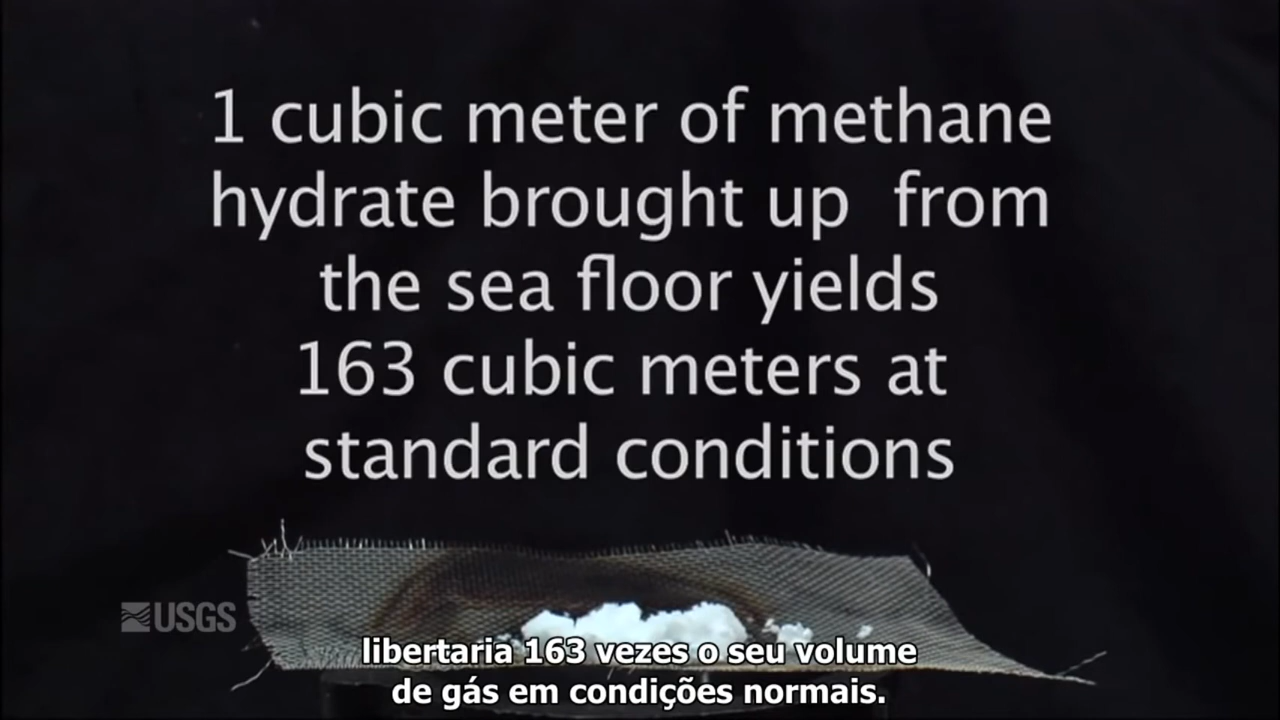 1 cubic meter of methane
hydrate brought up from
the sea floor yields
163 cubic meters at
standard conditions
USGS
libertaria 163 vezes o seu volume
de gás em condições normais.